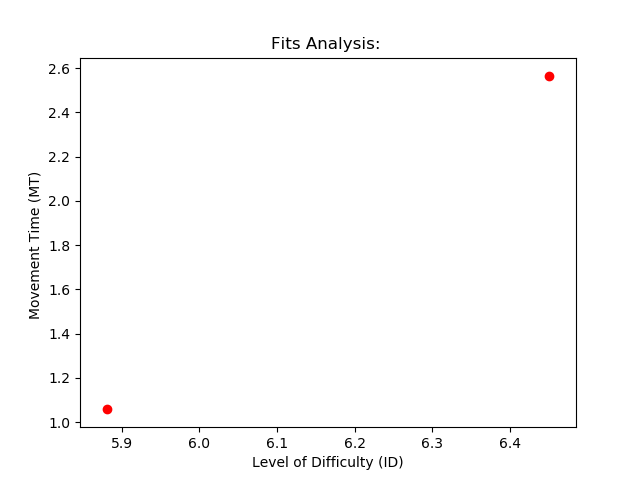 Fits Analysis:
2.6
2.4
2.2
2.0
1.8
1.6
1.4
1.2
1.0
Movement Time (MT)
5.9 6.0 6.1 6.2 6.3 6.4
Level of Difficulty (ID)